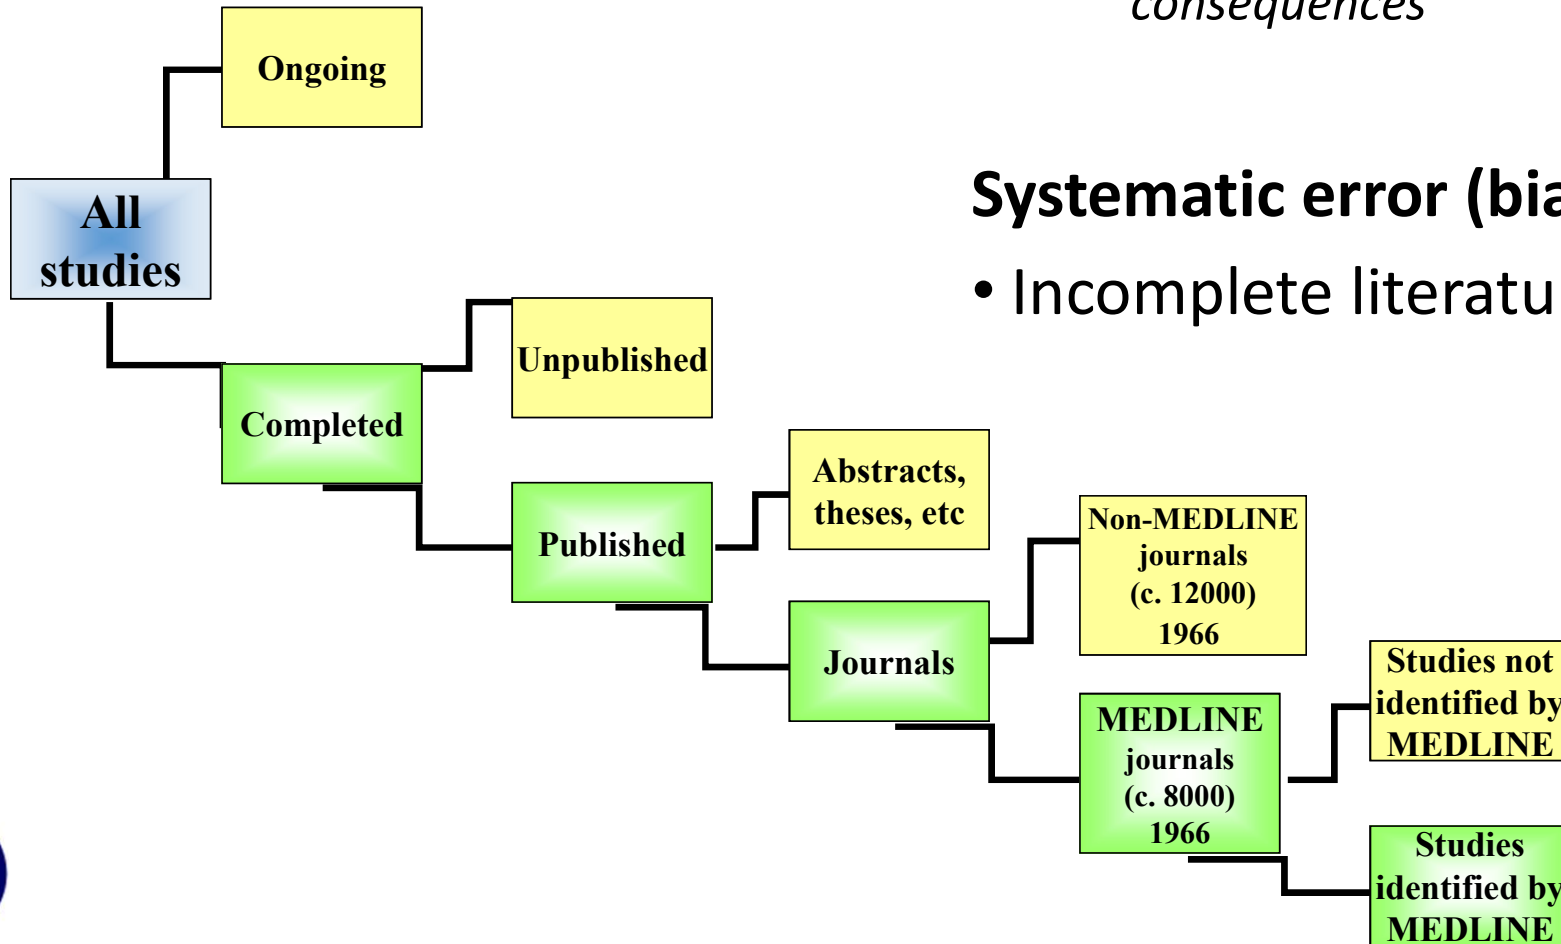 consequences
Ongoing
Systematic error (bia
All
studies
• Incomplete literatu
Unpublished
Completed
Abstracts,
theses, etc
Published
Non-MEDLINE
journals
(c. 12000)
1966
Journals
Studies not
identified by
MEDLINE
MEDLINE
journals
(c. 8000)
1966
Studies
identified by
MEDLINE